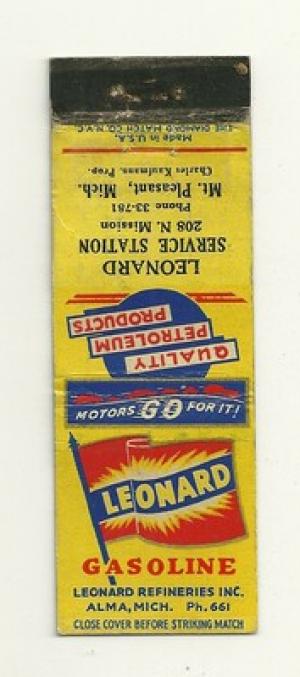 THE DIAMOND MATCH CO. N.Y.C.
Made in U.S.A.
LEONARD
SERVICE STATION
208 N. Mission
Phone 33-781
Mt. Pleasant, Mich.
Charles Kaufmann, Prop.
QUALITY
PETROLEUM
PRODUCTS
MOTORS GO FOR IT!
LEONARD
GASOLINE
LEONARD REFINERIES INC.
ALMA, MICH. Ph. 661
CLOSE COVER BEFORE STRIKING MATCH